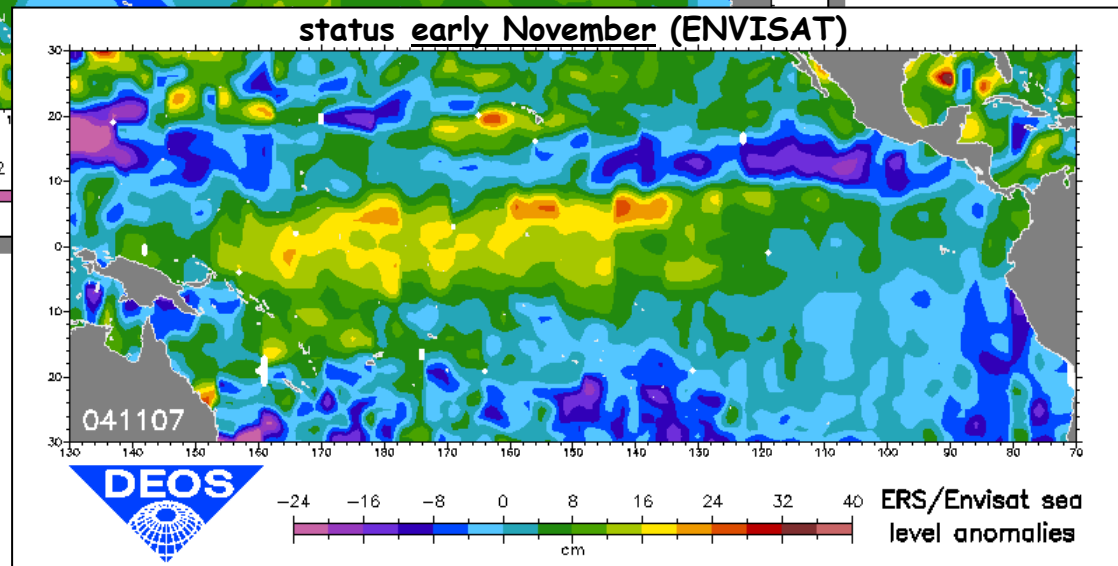 status early November (ENVISAT)
30
20
10
0
10
20
30
041107
130 140 150 160 170 180 170 160 150 140 130 120 110 100 90 80 70
2
DEOS
-24 -16 -8 0 8 16 24 32 40
cm
ERS/Envisat sea
level anomalies